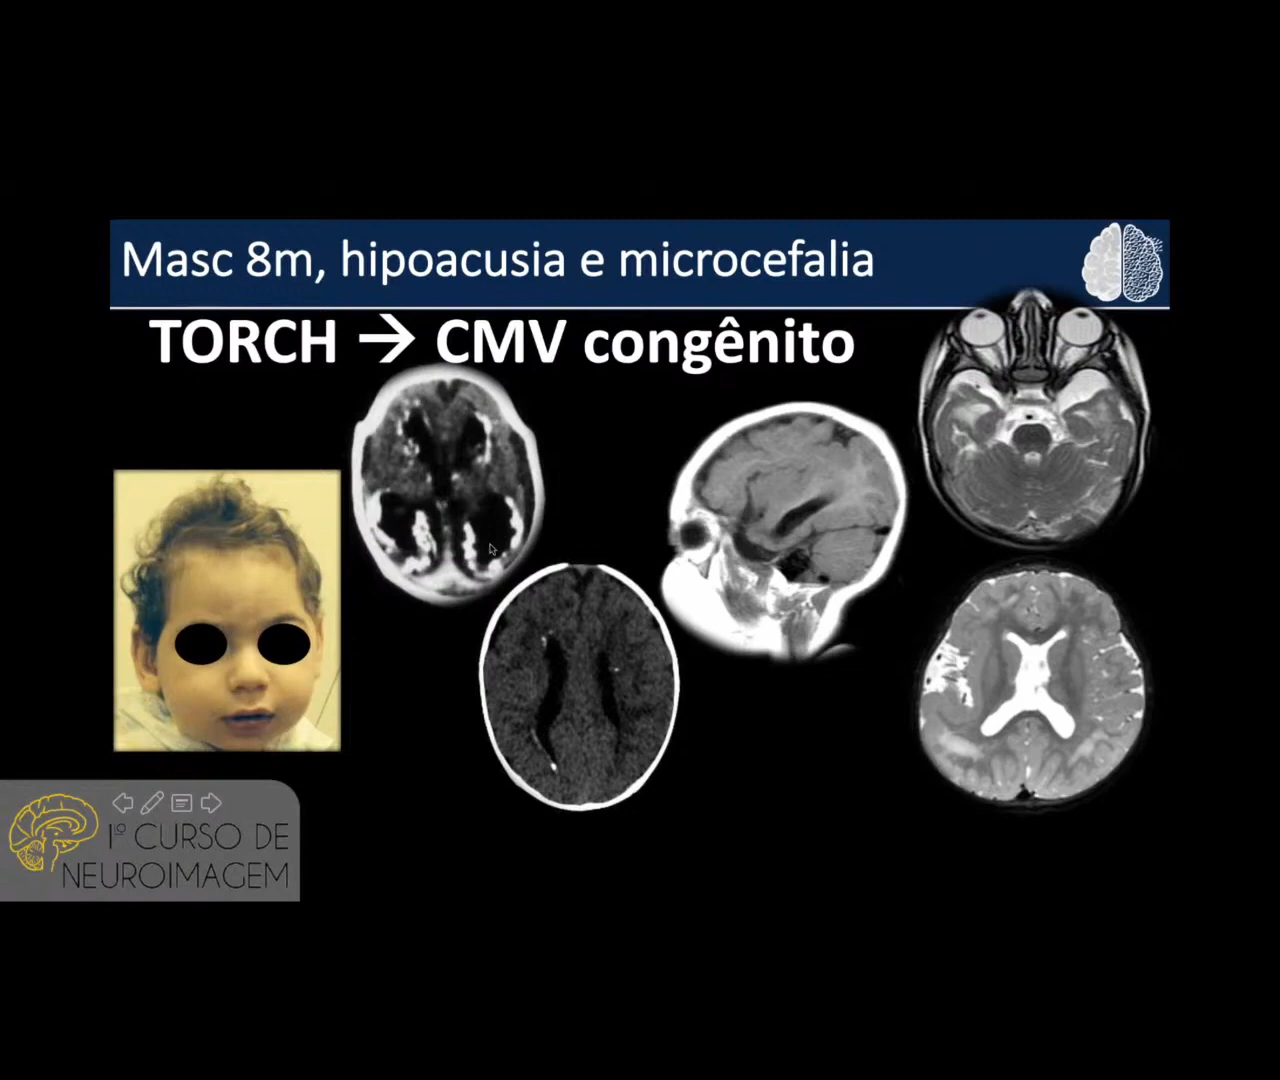 Masc 8m, hipoacusia e microcefalia
TORCH → CMV congênito
1º CURSO DE
NEUROIMAGEM